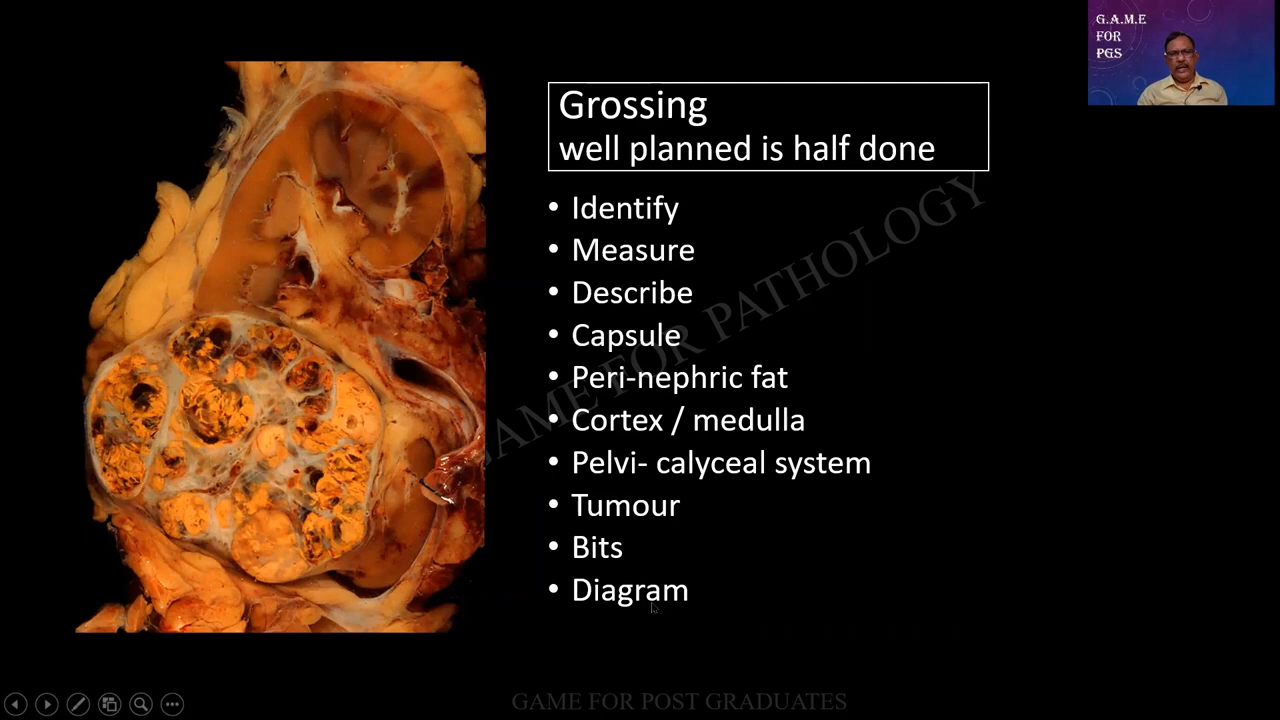 G.A.M.E
FOR
PGS
Grossing
well planned is half done
• Identify
• Measure
• Describe
• Capsule
• Peri-nephric fat
• Cortex / medulla
• Pelvi- calyceal system
• Tumour
• Bits
• Diagram
GAME FOR PATHOLOGY
GAME FOR POST GRADUATES